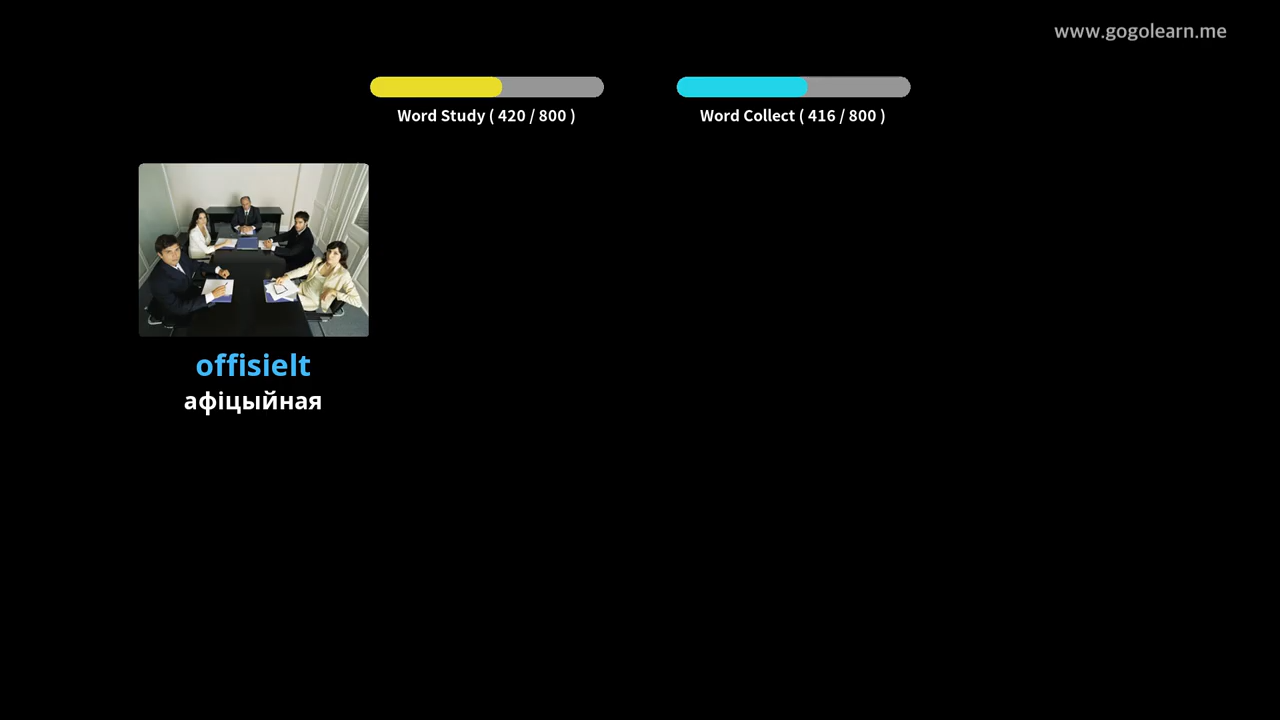 www.gogolearn.me
Word Study ( 420 / 800 )
Word Collect ( 416 / 800 )
offisielt
афіцыйная